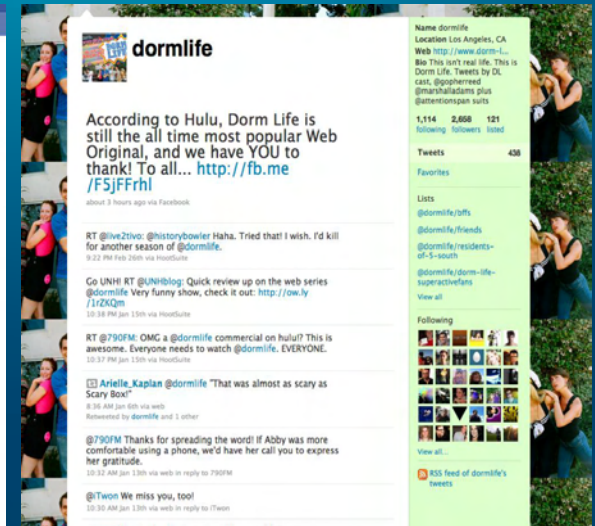 dormlife
According to Hulu, Dorm Life is
still the all time most popular Web
Original, and we have YOU to
thank! To all... http://fb.me
/F5jFFrhl
about 3 hours ago via Facebook
RT @live2tivo: @historybowler Haha. Tried that! I wish. I'd kill
for another season of @dormlife.
9:22 PM Feb 26th via HootSuite
Go UNH! RT @UNHblog: Quick review up on the web series
@dormlife Very funny show, check it out: http://ow.ly
/1rZKQm
10:38 PM Jan 15th via HootSuite
RT @790FM: OMG a @dormlife commercial on hulu!? This is
awesome. Everyone needs to watch @dormlife. EVERYONE.
10:37 PM Jan 15th via HootSuite
Arielle_Kaplan @dormlife "That was almost as scary as
Scary Box!"
8:36 AM Jan 6th via web
Retweeted by dormlife and 1 other
@790FM Thanks for spreading the word! If Abby was more
comfortable using a phone, we'd have her call you to express
her gratitude.
10:32 AM Jan 13th via web in reply to 790FM
@iTwon We miss you, too!
10:30 AM Jan 13th via web in reply to iTwon
Name dormlife
Location Los Angeles, CA
Web http://www.dorm-l...
Bio This isn't real life. This is
Dorm Life. Tweets by DL
cast, @gopherreed
@marshalladams plus
@attentionspan suits
1,114 2,658 121
following followers listed
Tweets 438
Favorites
Lists
@dormlife/bffs
@dormlife/friends
@dormlife/residents-
of-5-south
@dormlife/dorm-life-
superactivefans
View all
Following
View all...
RSS feed of dormlife's
tweets